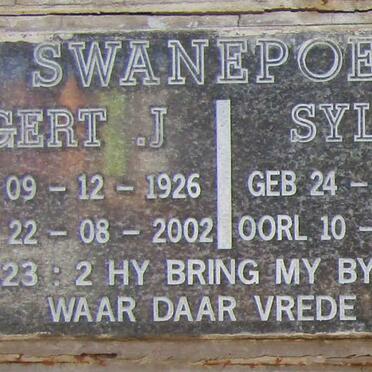 SWANEPOE
GERT J SYL
09 - 12 - 1926 GEB 24 -
22 - 08 - 2002 OORL 10 -
23 : 2 HY BRING MY BY
WAAR DAAR VREDE